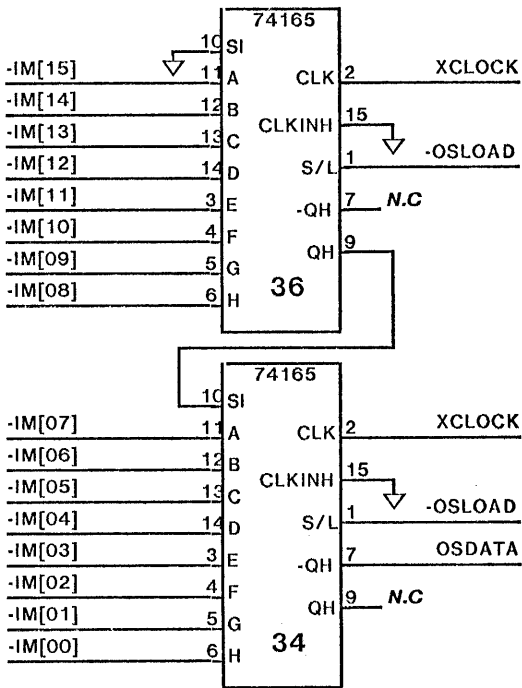 74165
10 SI
-IM[15] 11 A CLK 2 XCLOCK
-IM[14] 12 B
CLKINH 15
-IM[13] 13 C
-IM[12] 14 D S/L 1 -OSLOAD
-IM[11] 3 E -QH 7 N.C
-IM[10] 4 F
QH 9
-IM[09] 5 G
36
-IM[08] 6 H
74165
10 SI
-IM[07] 11 A CLK 2 XCLOCK
-IM[06] 12 B
CLKINH 15
-IM[05] 13 C
-IM[04] 14 D S/L 1 -OSLOAD
-IM[03] 3 E -QH 7 OSDATA
-IM[02] 4 F
QH 9 N.C
-IM[01] 5 G
34
-IM[00] 6 H